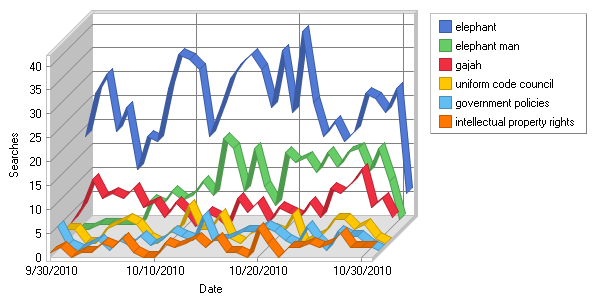 elephant
elephant man
gajah
uniform code council
government policies
intellectual property rights
40
35
30
25
20
15
10
5
0
Searches
9/30/2010 10/10/2010 10/20/2010 10/30/2010
Date